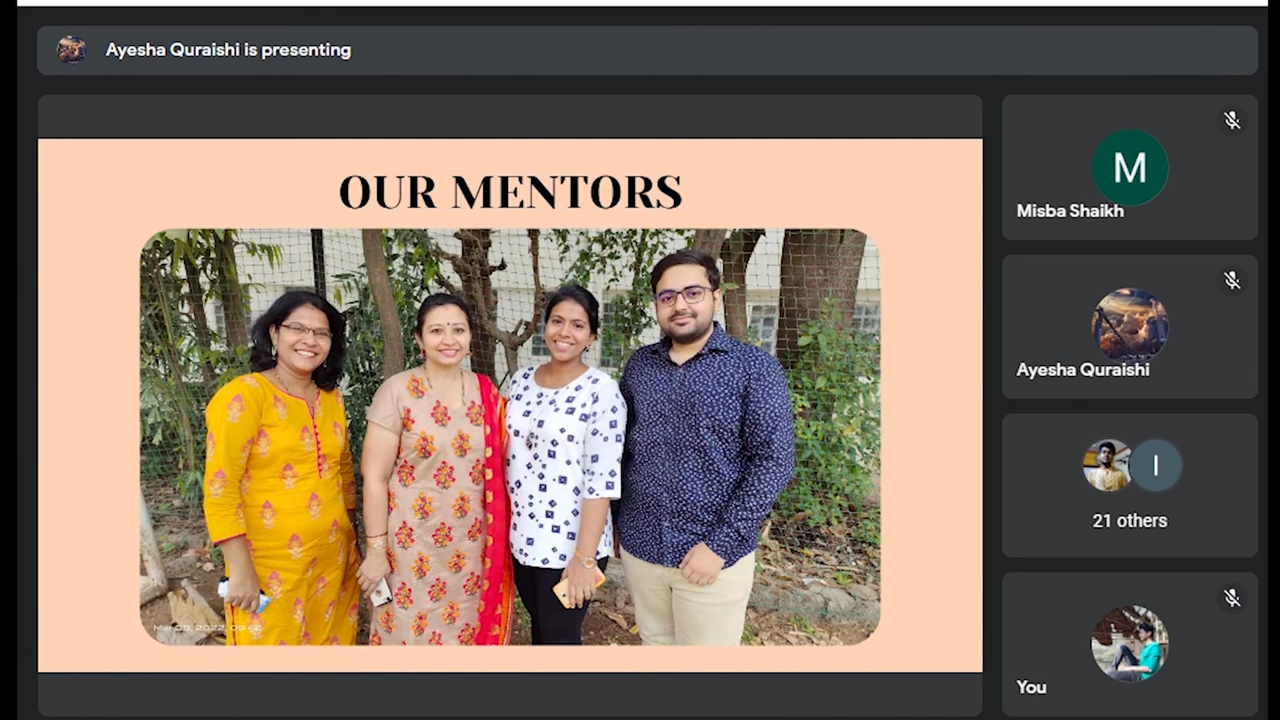 Ayesha Quraishi is presenting
OUR MENTORS
M
Misba Shaikh
Ayesha Quraishi
I
21 others
You